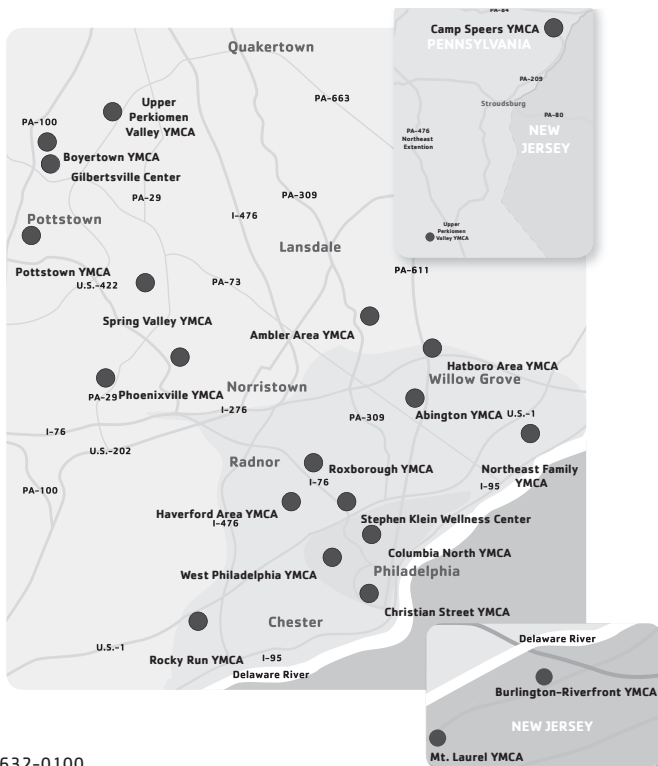 PA-84
Camp Speers YMCA
PENNSYLVANIA
PA-209
Stroudsburg
PA-80
PA-476
Northeast
Extention
NEW
JERSEY
Upper
Perkiomen
Valley YMCA
Quakertown
PA-663
Upper
Perkiomen
Valley YMCA
PA-100
Boyertown YMCA
Gilbertsville Center
PA-29
PA-309
I-476
Pottstown
Lansdale
Pottstown YMCA
U.S.-422
PA-73
PA-611
Spring Valley YMCA
Ambler Area YMCA
Hatboro Area YMCA
Willow Grove
Norristown
PA-29
Phoenixville YMCA
I-276
PA-309
Abington YMCA
U.S.-1
I-76
U.S.-202
Radnor
Roxborough YMCA
I-76
Northeast Family
YMCA
I-95
PA-100
Haverford Area YMCA
I-476
Stephen Klein Wellness Center
Columbia North YMCA
West Philadelphia YMCA
Philadelphia
Christian Street YMCA
Chester
U.S.-1
Rocky Run YMCA
I-95
Delaware River
Delaware River
Burlington-Riverfront YMCA
NEW JERSEY
Mt. Laurel YMCA
632-0100